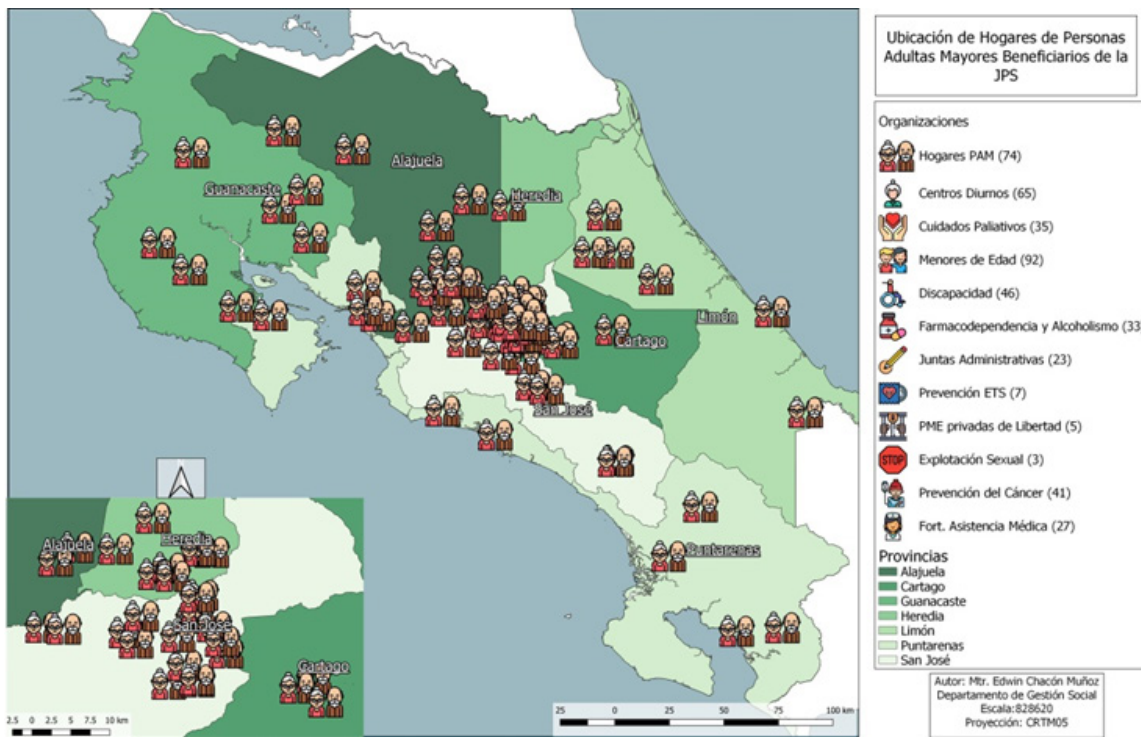 Ubicación de Hogares de Personas
Adultas Mayores Beneficiarios de la
JPS
Organizaciones
Hogares PAM (74)
Centros Diurnos (65)
Cuidados Paliativos (35)
Menores de Edad (92)
Discapacidad (46)
Farmacodependencia y Alcoholismo (33
Juntas Administrativas (23)
Prevención ETS (7)
PME privadas de Libertad (5)
STOP
Explotación Sexual (3)
Prevención del Cáncer (41)
Fort. Asistencia Médica (27)
Provincias
Alajuela
Cartago
Guanacaste
Heredia
Limón
Puntarenas
San José
Autor: Mtr. Edwin Chacón Muñoz
Departamento de Gestión Social
Escala:828620
Proyección: CRTM05
Alajuela
Guanacaste
Heredia
Limón
Cartago
San José
Puntarenas
Alajuela
Heredia
San José
Cartago
2.5 0 2.5 5 7.5 10 km
25 0 25 50 75 100 km